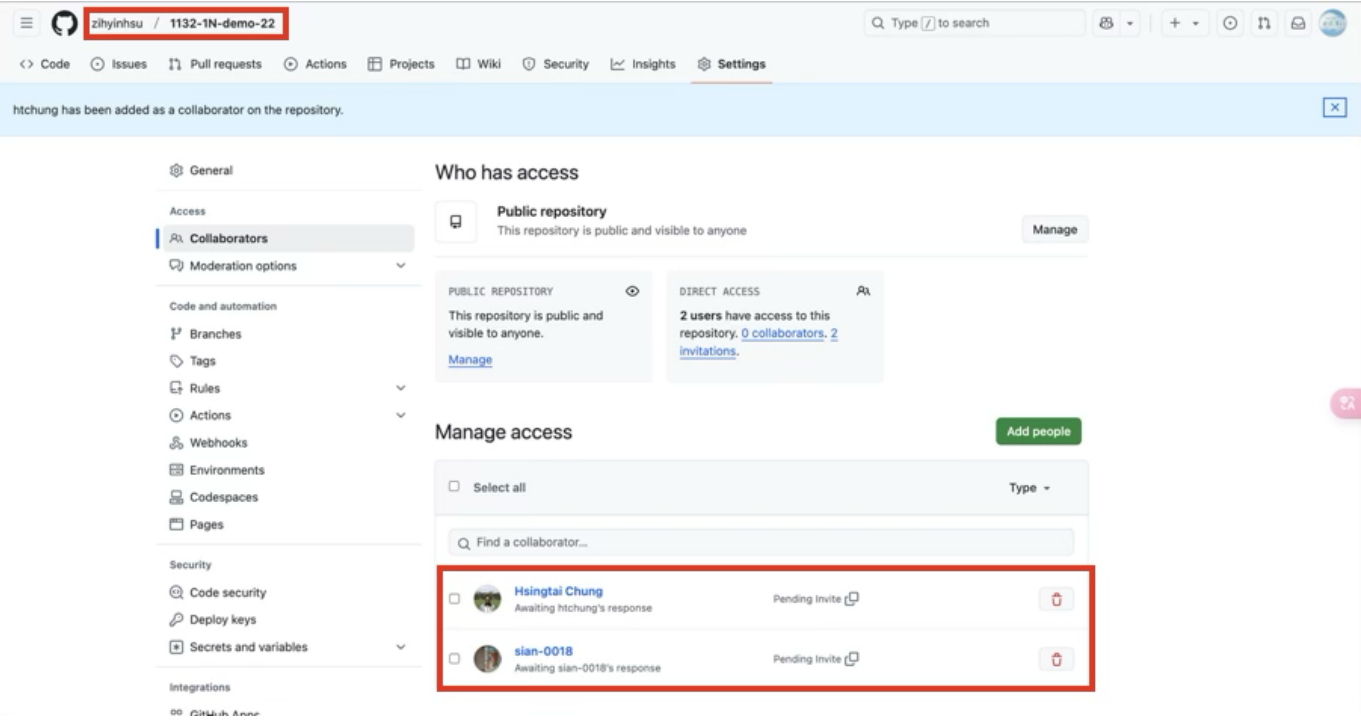 zihyinhsu / 1132-1N-demo-22
Type / to search
Code Issues Pull requests Actions Projects Wiki Security Insights Settings
htchung has been added as a collaborator on the repository.
General
Access
Collaborators
Moderation options
Code and automation
Branches
Tags
Rules
Actions
Webhooks
Environments
Codespaces
Pages
Security
Code security
Deploy keys
Secrets and variables
Integrations
GitHub Apps
Who has access
Public repository
This repository is public and visible to anyone
Manage
PUBLIC REPOSITORY
This repository is public and
visible to anyone.
Manage
DIRECT ACCESS
2 users have access to this
repository. 0 collaborators. 2
invitations.
Manage access
Add people
Select all
Type
Find a collaborator...
Hsingtai Chung
Awaiting htchung's response
Pending Invite
sian-0018
Awaiting sian-0018's response
Pending Invite